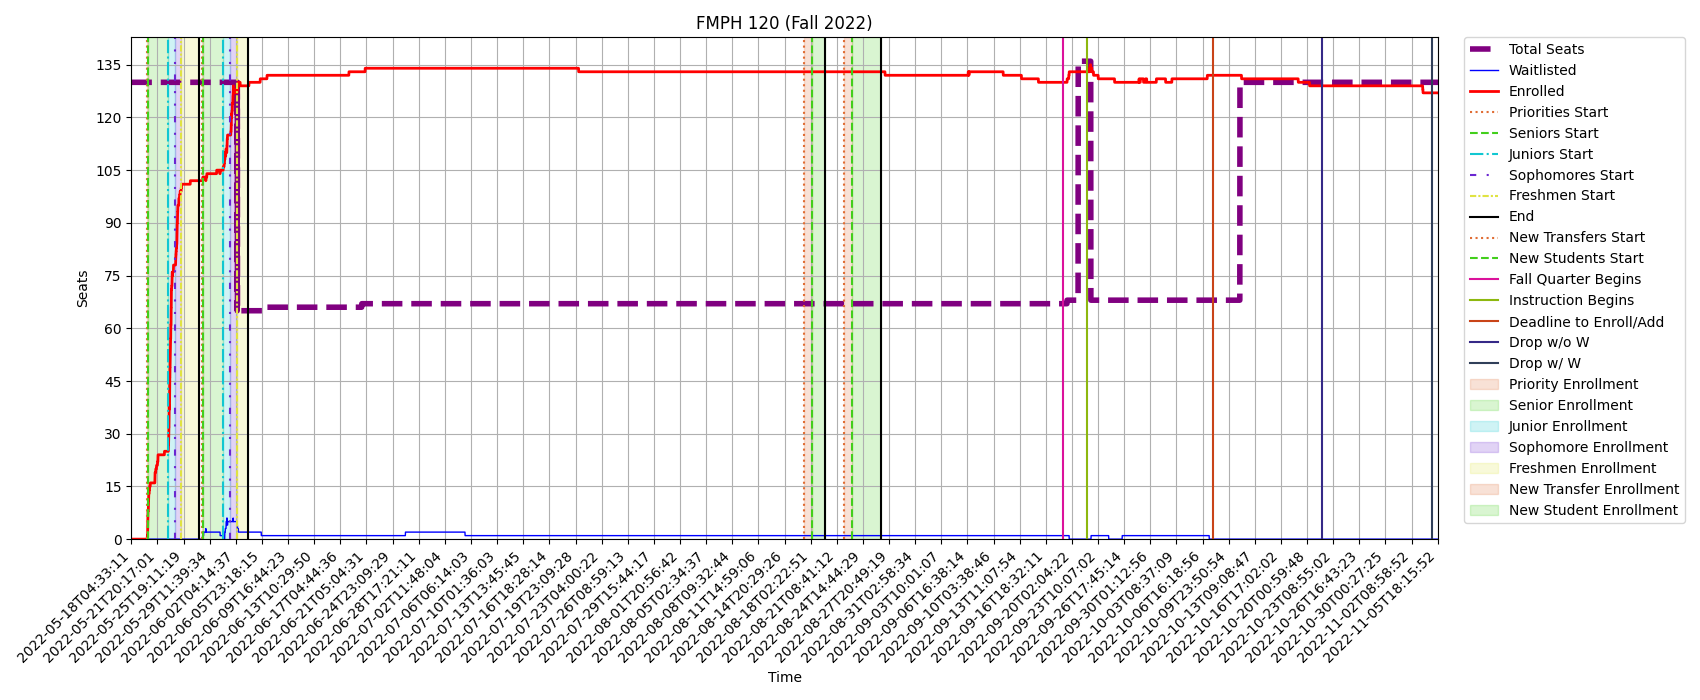 FMPH 120 (Fall 2022)
Seats
135
120
105
90
75
60
45
30
15
0
2022-05-18T04:33:11
2022-05-21T20:17:01
2022-05-25T19:11:19
2022-05-29T11:39:34
2022-06-02T04:14:37
2022-06-05T23:18:15
2022-06-09T16:44:23
2022-06-13T10:29:50
2022-06-17T04:44:36
2022-06-21T05:04:31
2022-06-24T23:09:29
2022-06-28T17:21:11
2022-07-02T11:48:04
2022-07-06T06:14:03
2022-07-10T01:36:03
2022-07-13T13:45:45
2022-07-16T18:28:14
2022-07-19T23:09:28
2022-07-23T04:00:22
2022-07-26T08:59:13
2022-07-29T15:44:17
2022-08-01T20:56:42
2022-08-05T02:34:37
2022-08-08T09:32:44
2022-08-11T14:59:06
2022-08-14T20:29:26
2022-08-18T02:22:51
2022-08-21T08:41:12
2022-08-24T14:44:29
2022-08-27T20:49:19
2022-08-31T02:58:34
2022-09-03T10:01:07
2022-09-06T16:38:14
2022-09-10T03:38:46
2022-09-13T11:07:54
2022-09-16T18:32:11
2022-09-20T02:04:22
2022-09-23T10:07:02
2022-09-26T17:45:14
2022-09-30T01:12:56
2022-10-03T08:37:09
2022-10-06T16:18:56
2022-10-09T23:50:54
2022-10-13T09:08:47
2022-10-16T17:02:02
2022-10-20T00:59:48
2022-10-23T08:55:02
2022-10-26T16:43:23
2022-10-30T00:27:25
2022-11-02T08:58:52
2022-11-05T18:15:52
Time
Total Seats
Waitlisted
Enrolled
Priorities Start
Seniors Start
Juniors Start
Sophomores Start
Freshmen Start
End
New Transfers Start
New Students Start
Fall Quarter Begins
Instruction Begins
Deadline to Enroll/Add
Drop w/o W
Drop w/ W
Priority Enrollment
Senior Enrollment
Junior Enrollment
Sophomore Enrollment
Freshmen Enrollment
New Transfer Enrollment
New Student Enrollment